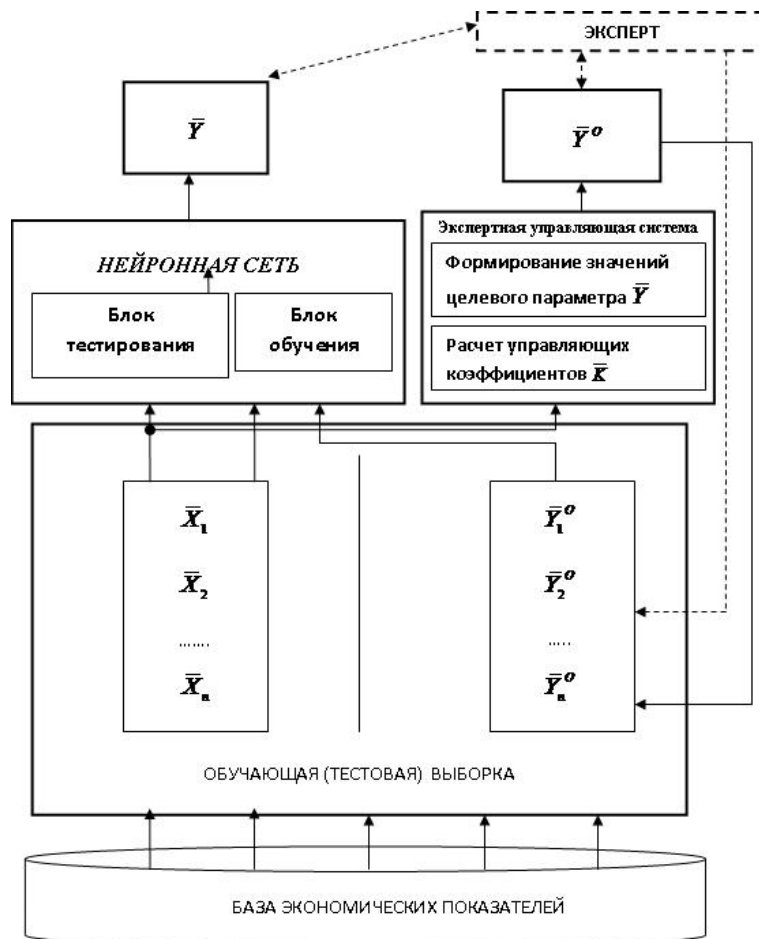 ЭКСПЕРТ
Ȳ
Ȳᴼ
НЕЙРОННАЯ СЕТЬ
Блок
тестирования
Блок
обучения
Экспертная управляющая система
Формирование значений
целевого параметра Ȳ
Расчет управляющих
коэффициентов K̄
X̄₁
X̄₂
.......
X̄ₙ
Ȳ₁ᴼ
Ȳ₂ᴼ
.....
Ȳₙᴼ
ОБУЧАЮЩАЯ (ТЕСТОВАЯ) ВЫБОРКА
БАЗА ЭКОНОМИЧЕСКИХ ПОКАЗАТЕЛЕЙ